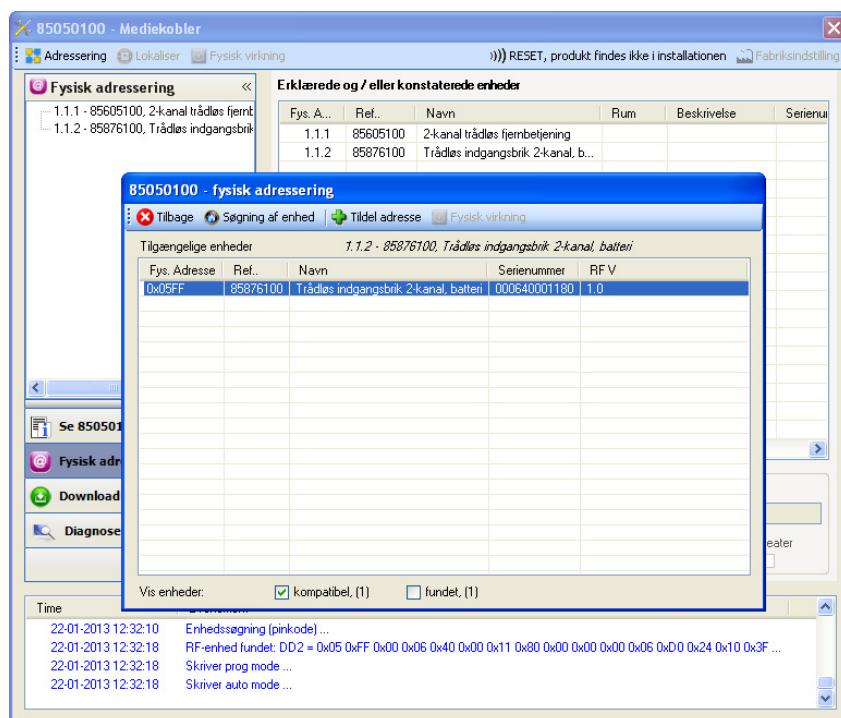 85050100 - Mediekobler
Adressering Lokaliser Fysisk virkning ))) RESET, produkt findes ikke i installationen Fabriksindstilling
Fysisk adressering «
1.1.1 - 85605100, 2-kanal trådløs fjernt
1.1.2 - 85876100, Trådløs indgangsbrik
Erklærede og / eller konstaterede enheder
Fys. A... Ref.. Navn Rum Beskrivelse Serienu
1.1.1 85605100 2-kanal trådløs fjernbetjening
1.1.2 85876100 Trådløs indgangsbrik 2-kanal, b...
85050100 - fysisk adressering
Tilbage Søgning af enhed Tildel adresse Fysisk virkning
Tilgængelige enheder 1.1.2 - 85876100, Trådløs indgangsbrik 2-kanal, batteri
Fys. Adresse Ref.. Navn Serienummer RF V
0x05FF 85876100 Trådløs indgangsbrik 2-kanal, batteri 000640001180 1.0
Vis enheder: kompatibel, (1) fundet, (1)
Se 850501
Fysisk adr
Download
Diagnose
eater
Time
22-01-2013 12:32:10 Enhedssøgning (pinkode) ...
22-01-2013 12:32:18 RF-enhed fundet: DD2 = 0x05 0xFF 0x00 0x06 0x40 0x00 0x11 0x80 0x00 0x00 0x00 0x00 0x06 0xD0 0x24 0x10 0x3F ...
22-01-2013 12:32:18 Skriver prog mode ...
22-01-2013 12:32:18 Skriver auto mode ...